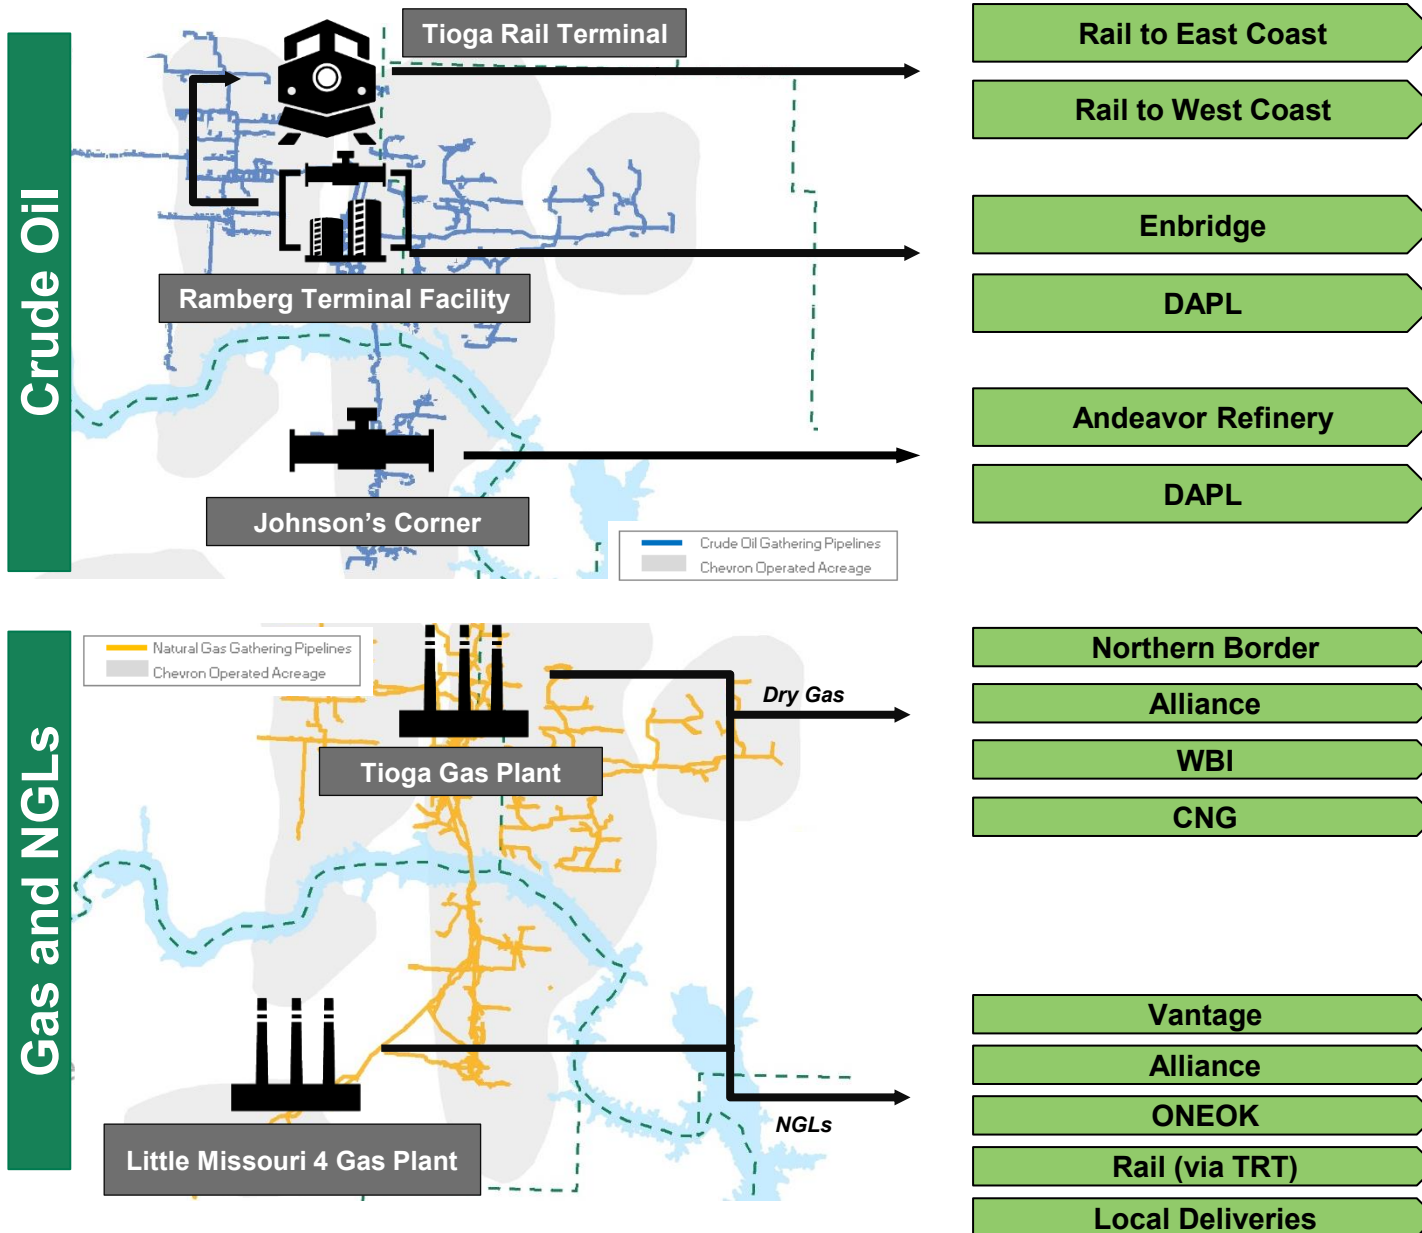 Crude Oil
Tioga Rail Terminal
Ramberg Terminal Facility
Johnson's Corner
Crude Oil Gathering Pipelines
Chevron Operated Acreage
Rail to East Coast
Rail to West Coast
Enbridge
DAPL
Andeavor Refinery
DAPL
Gas and NGLs
Natural Gas Gathering Pipelines
Chevron Operated Acreage
Tioga Gas Plant
Dry Gas
Little Missouri 4 Gas Plant
NGLs
Northern Border
Alliance
WBI
CNG
Vantage
Alliance
ONEOK
Rail (via TRT)
Local Deliveries